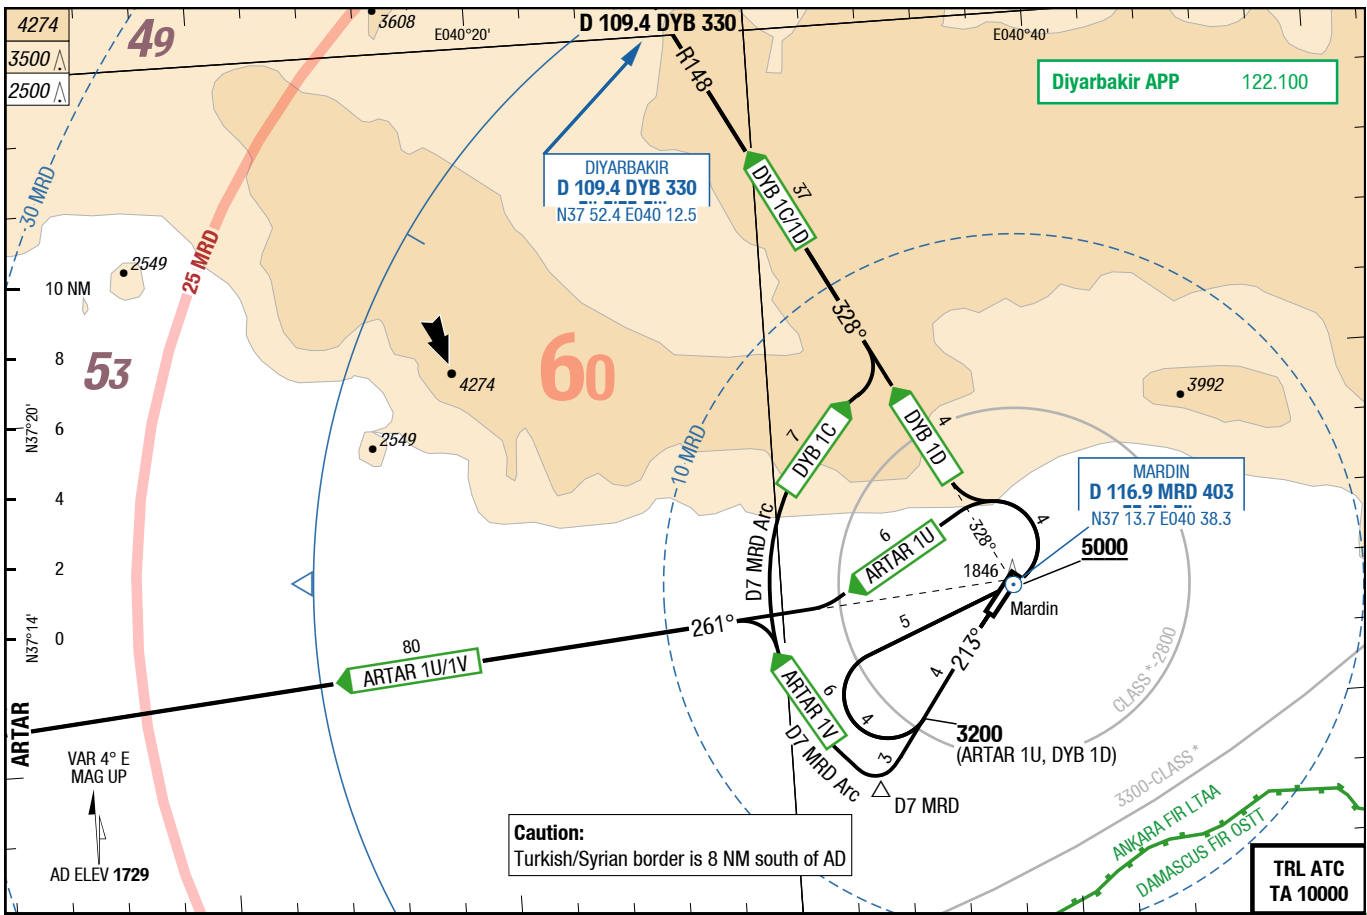 4274
3500
2500
49
3608
E040°20'
D 109.4 DYB 330
E040°40'
Diyarbakir APP 122.100
R148
DIYARBAKIR
D 109.4 DYB 330
N37 52.4 E040 12.5
DYB 1C/1D
37
30 MRD
25 MRD
2549
10 NM
8
6
4
2
0
53
4274
60
328°
3992
2549
N37°20'
N37°14'
10 MRD
7
DYB 1C
4
DYB 1D
MARDIN
D 116.9 MRD 403
N37 13.7 E040 38.3
D7 MRD Arc
6
ARTAR 1U
328°
4
5000
1846
Mardin
261°
5
213°
4
80
ARTAR 1U/1V
ARTAR
6
ARTAR 1V
4
3
D7 MRD Arc
3200
(ARTAR 1U, DYB 1D)
D7 MRD
CLASS *-2800
3300-CLASS *
VAR 4° E
MAG UP
AD ELEV 1729
Caution:
Turkish/Syrian border is 8 NM south of AD
ANKARA FIR LTAA
DAMASCUS FIR OSTT
TRL ATC
TA 10000